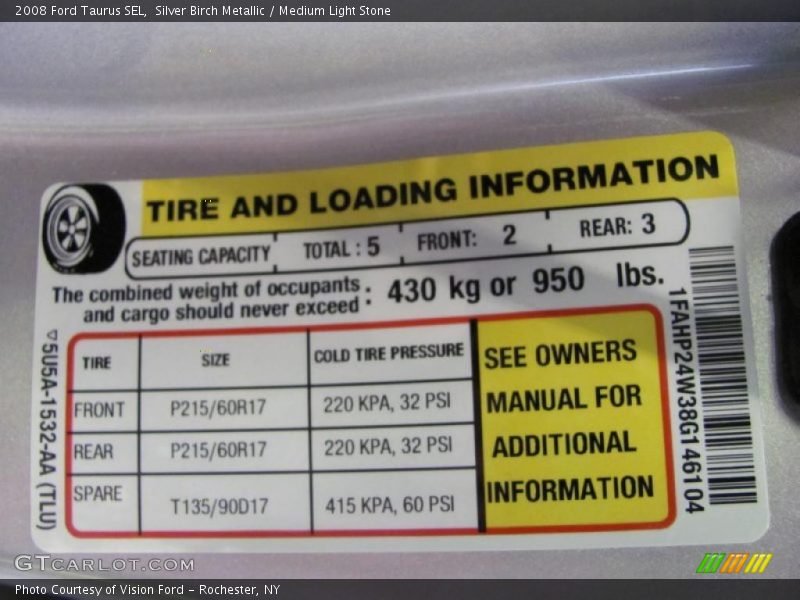 2008 Ford Taurus SEL, Silver Birch Metallic / Medium Light Stone
TIRE AND LOADING INFORMATION
SEATING CAPACITY TOTAL : 5 FRONT: 2 REAR: 3
The combined weight of occupants
and cargo should never exceed : 430 kg or 950 lbs.
TIRE SIZE COLD TIRE PRESSURE
FRONT P215/60R17 220 KPA, 32 PSI
REAR P215/60R17 220 KPA, 32 PSI
SPARE T135/90D17 415 KPA, 60 PSI
SEE OWNERS
MANUAL FOR
ADDITIONAL
INFORMATION
▽5U5A-1532-AA (TLU)
1FAHP24W38G146104
GTCARLOT.COM
Photo Courtesy of Vision Ford - Rochester, NY